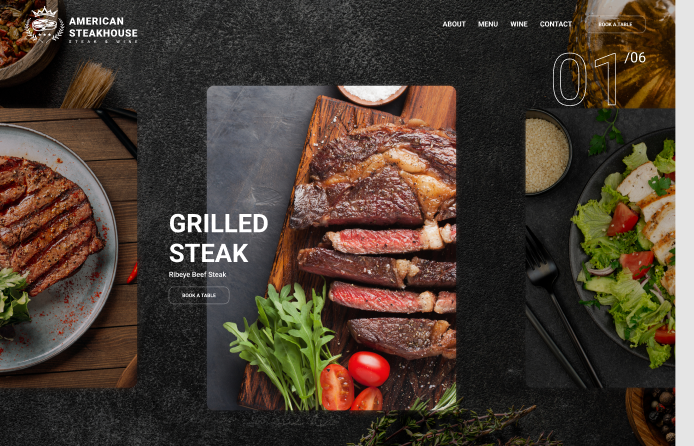 AMERICAN
STEAKHOUSE
STEAK & WINE
ABOUT MENU WINE CONTACT BOOK A TABLE
01 /06
GRILLED
STEAK
Ribeye Beef Steak
BOOK A TABLE